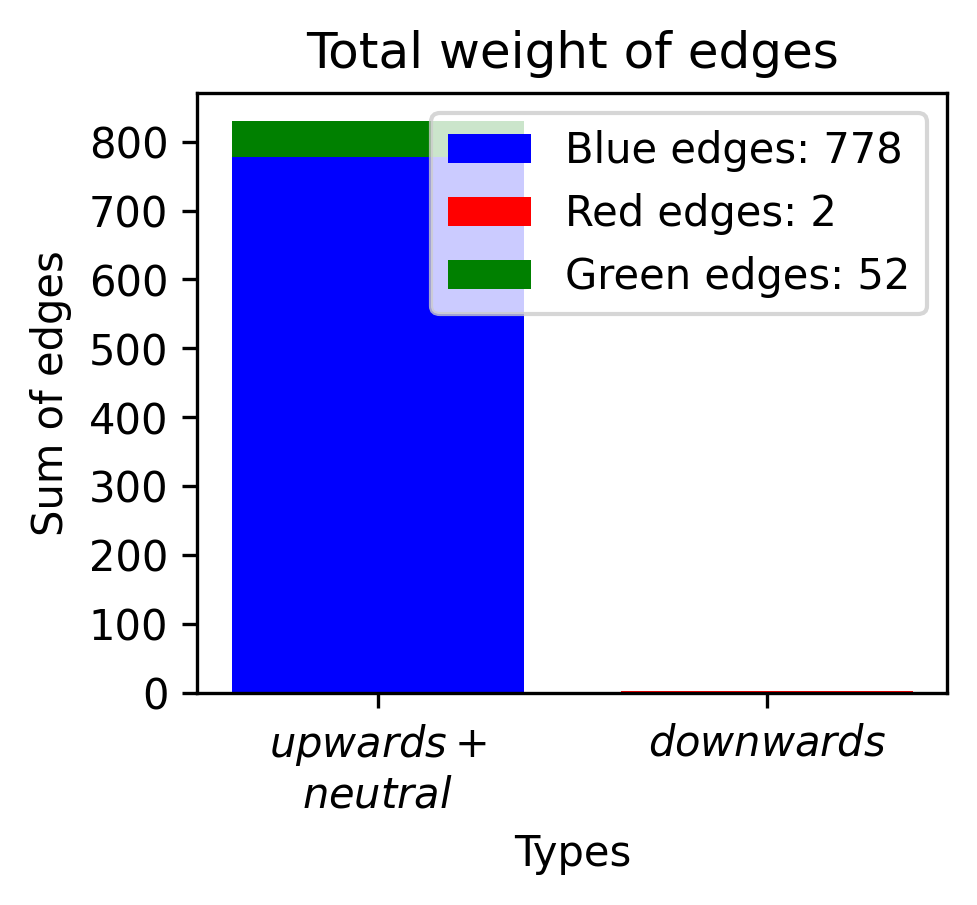 Total weight of edges
Sum of edges
800
700
600
500
400
300
200
100
0
Blue edges: 778
Red edges: 2
Green edges: 52
upwards +
neutral
downwards
Types